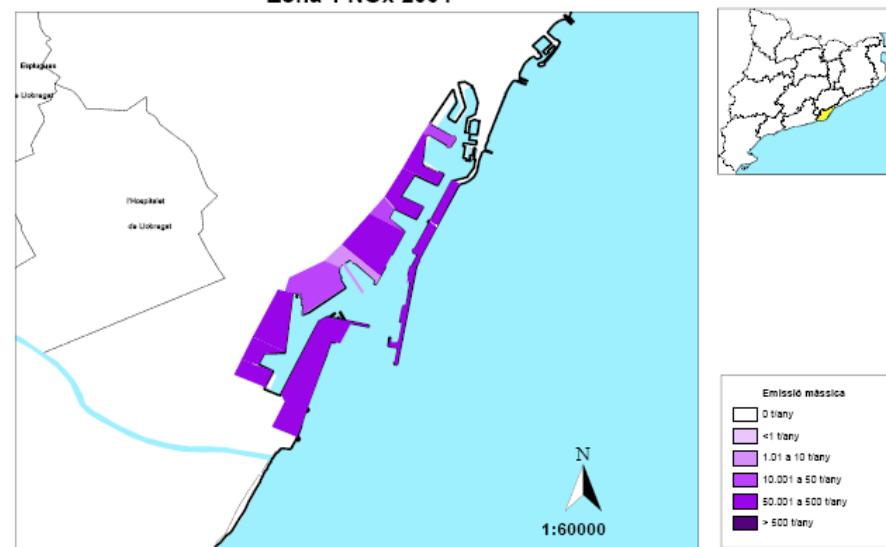 Esplugues
de Llobregat
l'Hospitalet
de Llobregat
N
1:60000
Emissió màssica
0 t/any
<1 t/any
1.01 a 10 t/any
10.001 a 50 t/any
50.001 a 500 t/any
> 500 t/any